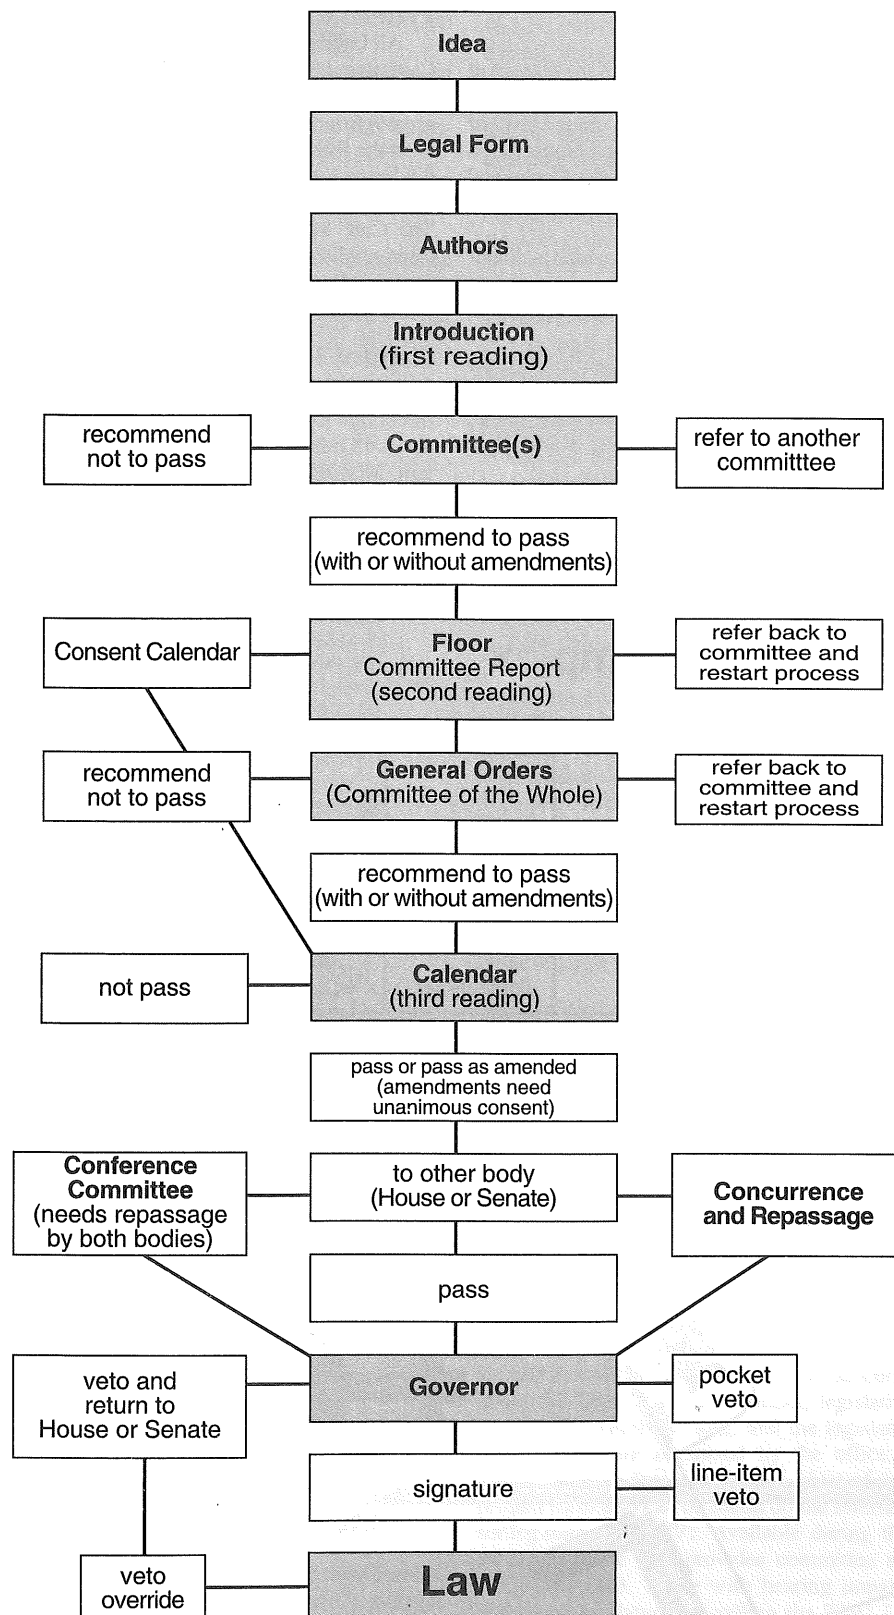 Idea
Legal Form
Authors
Introduction
(first reading)
recommend
not to pass
Committee(s)
refer to another
committtee
recommend to pass
(with or without amendments)
Consent Calendar
Floor
Committee Report
(second reading)
refer back to
committee and
restart process
recommend
not to pass
General Orders
(Committee of the Whole)
refer back to
committee and
restart process
recommend to pass
(with or without amendments)
not pass
Calendar
(third reading)
pass or pass as amended
(amendments need
unanimous consent)
Conference
Committee
(needs repassage
by both bodies)
to other body
(House or Senate)
Concurrence
and Repassage
pass
veto and
return to
House or Senate
Governor
pocket
veto
signature
line-item
veto
veto
override
Law